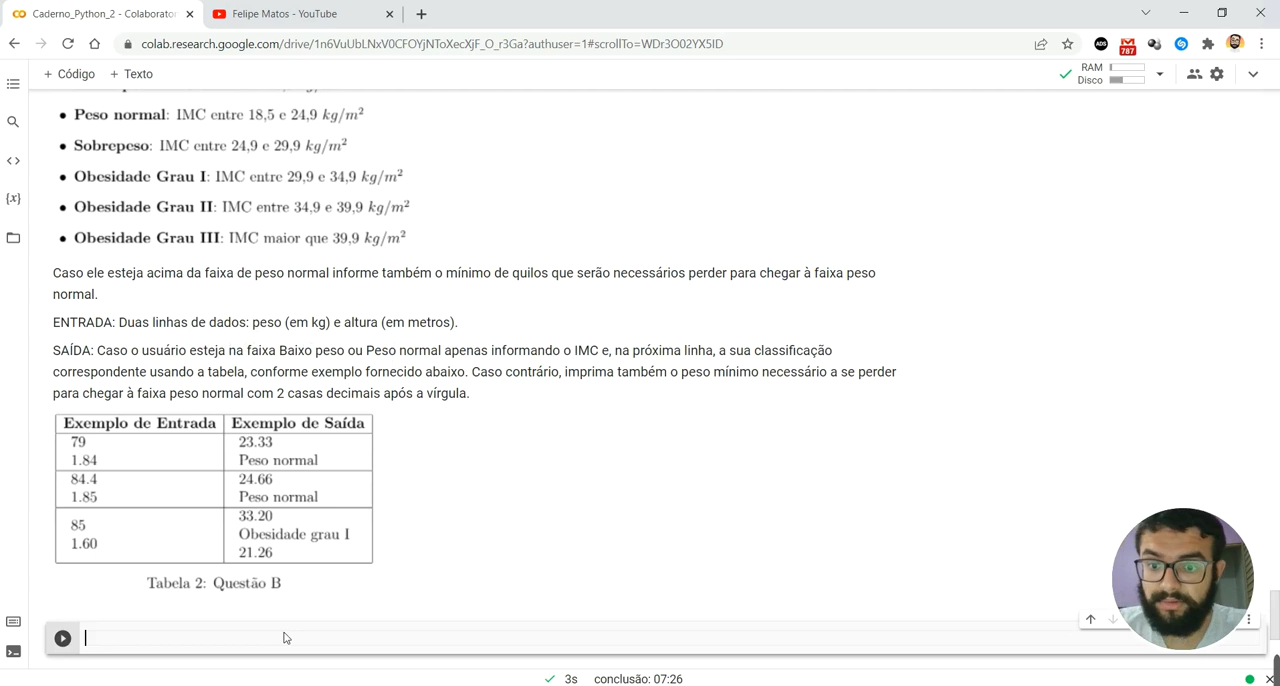 Caderno_Python_2 - Colaborator
Felipe Matos - YouTube
colab.research.google.com/drive/1n6VuUbLNxV0CFOYjNToXecXjF_O_r3Ga?authuser=1#scrollTo=WDr3O02YX5ID
ADS
787
+ Código + Texto
RAM
Disco
• Peso normal: IMC entre 18,5 e 24,9 kg/m²
• Sobrepeso: IMC entre 24,9 e 29,9 kg/m²
• Obesidade Grau I: IMC entre 29,9 e 34,9 kg/m²
• Obesidade Grau II: IMC entre 34,9 e 39,9 kg/m²
• Obesidade Grau III: IMC maior que 39,9 kg/m²
Caso ele esteja acima da faixa de peso normal informe também o mínimo de quilos que serão necessários perder para chegar à faixa peso
normal.
ENTRADA: Duas linhas de dados: peso (em kg) e altura (em metros).
SAÍDA: Caso o usuário esteja na faixa Baixo peso ou Peso normal apenas informando o IMC e, na próxima linha, a sua classificação
correspondente usando a tabela, conforme exemplo fornecido abaixo. Caso contrário, imprima também o peso mínimo necessário a se perder
para chegar à faixa peso normal com 2 casas decimais após a vírgula.
Exemplo de Entrada Exemplo de Saída
79 23.33
1.84 Peso normal
84.4 24.66
1.85 Peso normal
33.20
85
Obesidade grau I
1.60
21.26
Tabela 2: Questão B
3s conclusão: 07:26